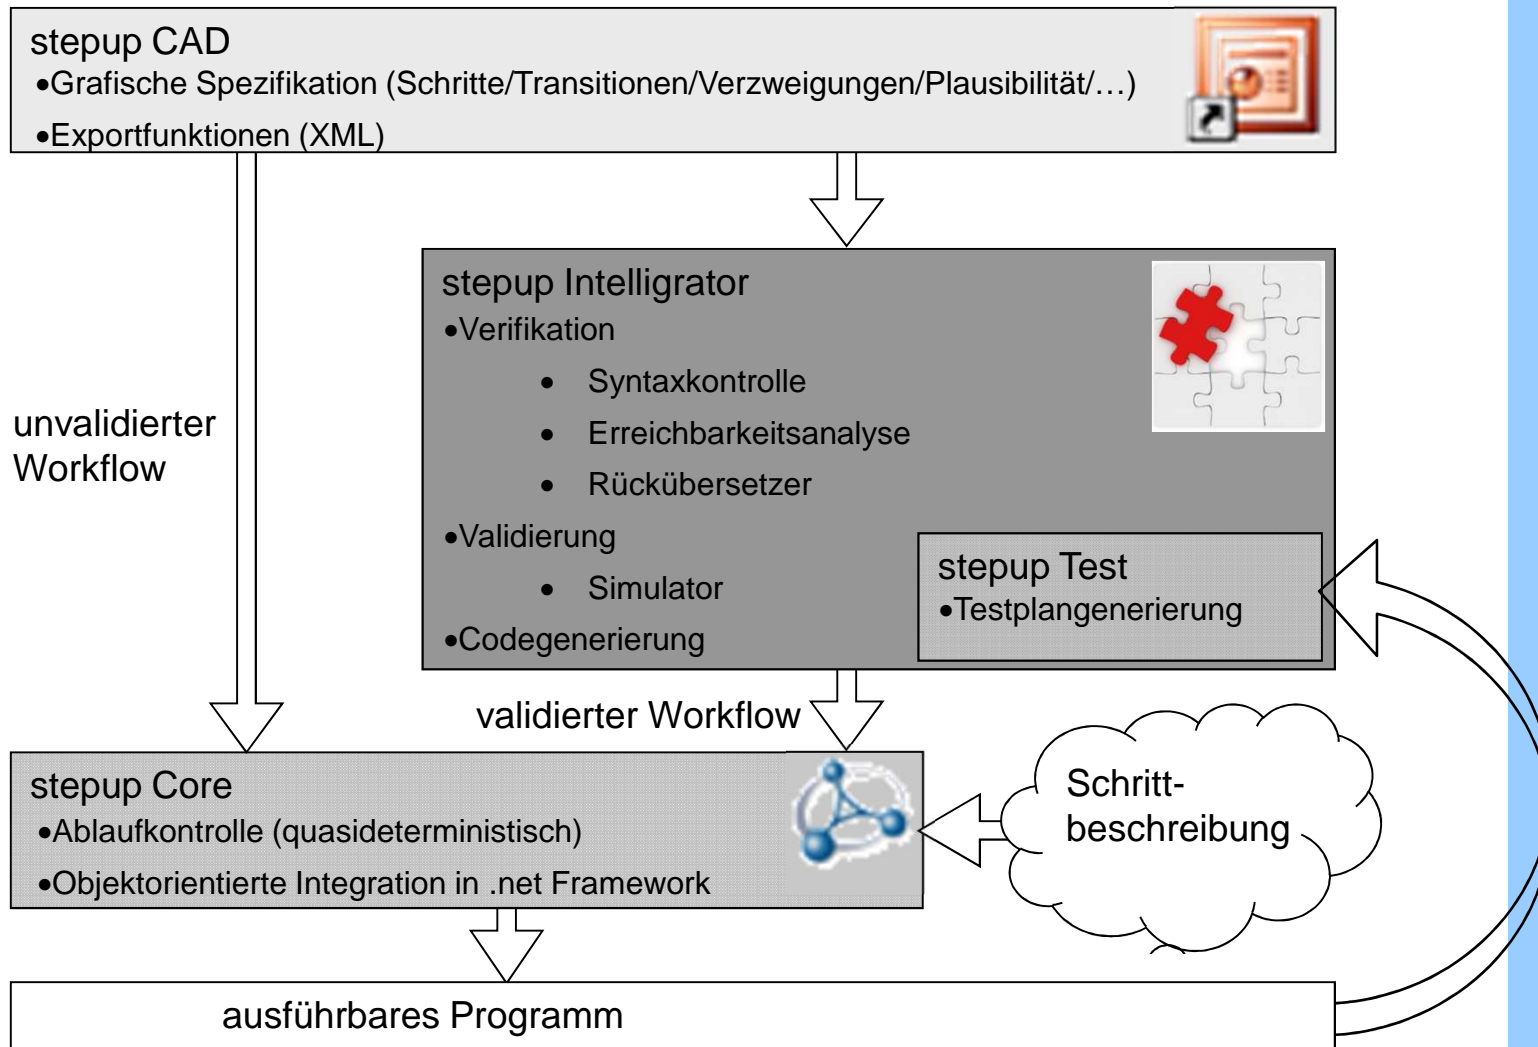 stepup CAD
•Grafische Spezifikation (Schritte/Transitionen/Verzweigungen/Plausibilität/…)
•Exportfunktionen (XML)
stepup Intelligrator
•Verifikation
• Syntaxkontrolle
• Erreichbarkeitsanalyse
• Rückübersetzer
•Validierung
• Simulator
•Codegenerierung
stepup Test
•Testplangenerierung
unvalidierter
Workflow
validierter Workflow
stepup Core
•Ablaufkontrolle (quasideterministisch)
•Objektorientierte Integration in .net Framework
Schritt-
beschreibung
ausführbares Programm